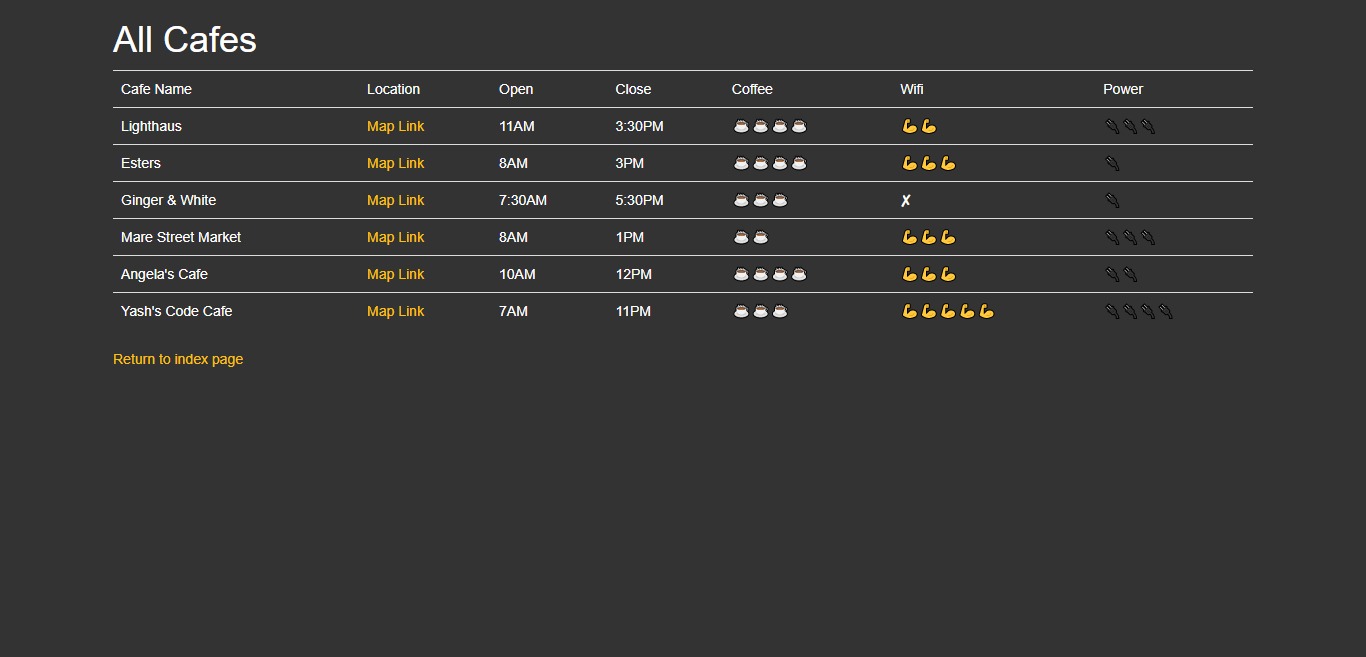 All Cafes
Cafe Name Location Open Close Coffee Wifi Power
Lighthaus Map Link 11AM 3:30PM ☕☕☕☕ 💪💪 🔌🔌🔌
Esters Map Link 8AM 3PM ☕☕☕☕ 💪💪💪 🔌
Ginger & White Map Link 7:30AM 5:30PM ☕☕☕ ✘ 🔌
Mare Street Market Map Link 8AM 1PM ☕☕ 💪💪💪 🔌🔌🔌
Angela's Cafe Map Link 10AM 12PM ☕☕☕☕ 💪💪💪 🔌🔌
Yash's Code Cafe Map Link 7AM 11PM ☕☕☕ 💪💪💪💪💪 🔌🔌🔌🔌
Return to index page